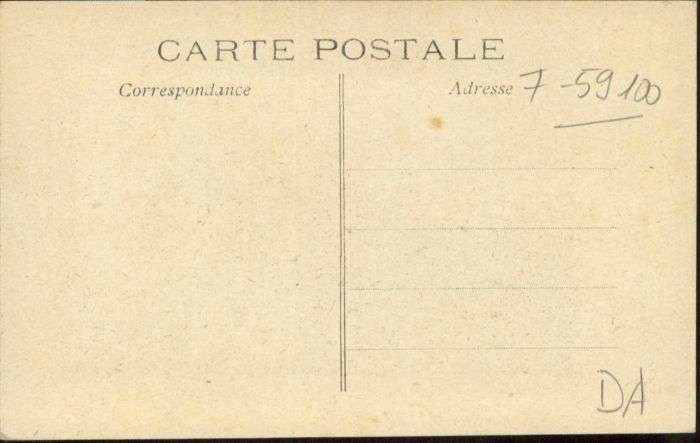 CARTE POSTALE
Correspondance
Adresse 7-59100
DA